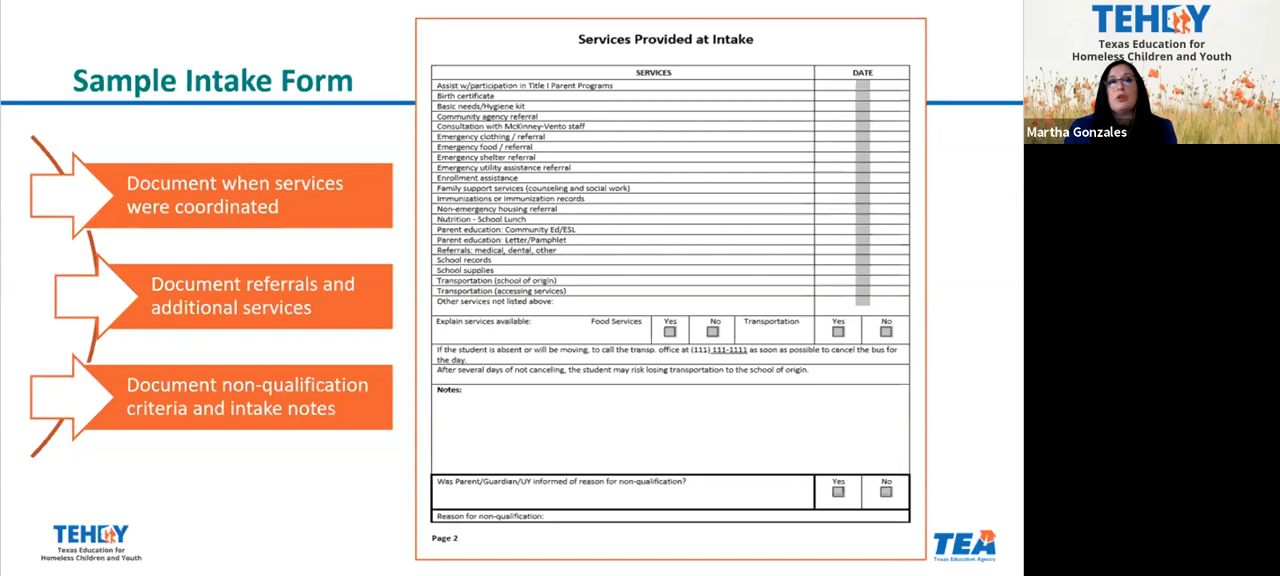 Sample Intake Form
Document when services
were coordinated
Document referrals and
additional services
Document non-qualification
criteria and intake notes
TEHCY
Texas Education for
Homeless Children and Youth
Services Provided at Intake
SERVICES DATE
Assist w/participation in Title I Parent Programs
Birth certificate
Basic needs/Hygiene kit
Community agency referral
Consultation with McKinney-Vento staff
Emergency clothing / referral
Emergency food / referral
Emergency shelter referral
Emergency utility assistance referral
Enrollment assistance
Family support services (counseling and social work)
Immunizations or immunization records
Non-emergency housing referral
Nutrition - School Lunch
Parent education: Community Ed/ESL
Parent education: Letter/Pamphlet
Referrals: medical, dental, other
School records
School supplies
Transportation (school of origin)
Transportation (accessing services)
Other services not listed above:
Explain services available: Food Services Yes No Transportation Yes No
If the student is absent or will be moving, to call the transp. office at (111) 111-1111 as soon as possible to cancel the bus for
the day.
After several days of not canceling, the student may risk losing transportation to the school of origin.
Notes:
Was Parent/Guardian/UY informed of reason for non-qualification? Yes No
Reason for non-qualification:
Page 2
TEA
Texas Education Agency
TEHCY
Texas Education for
Homeless Children and Youth
Martha Gonzales